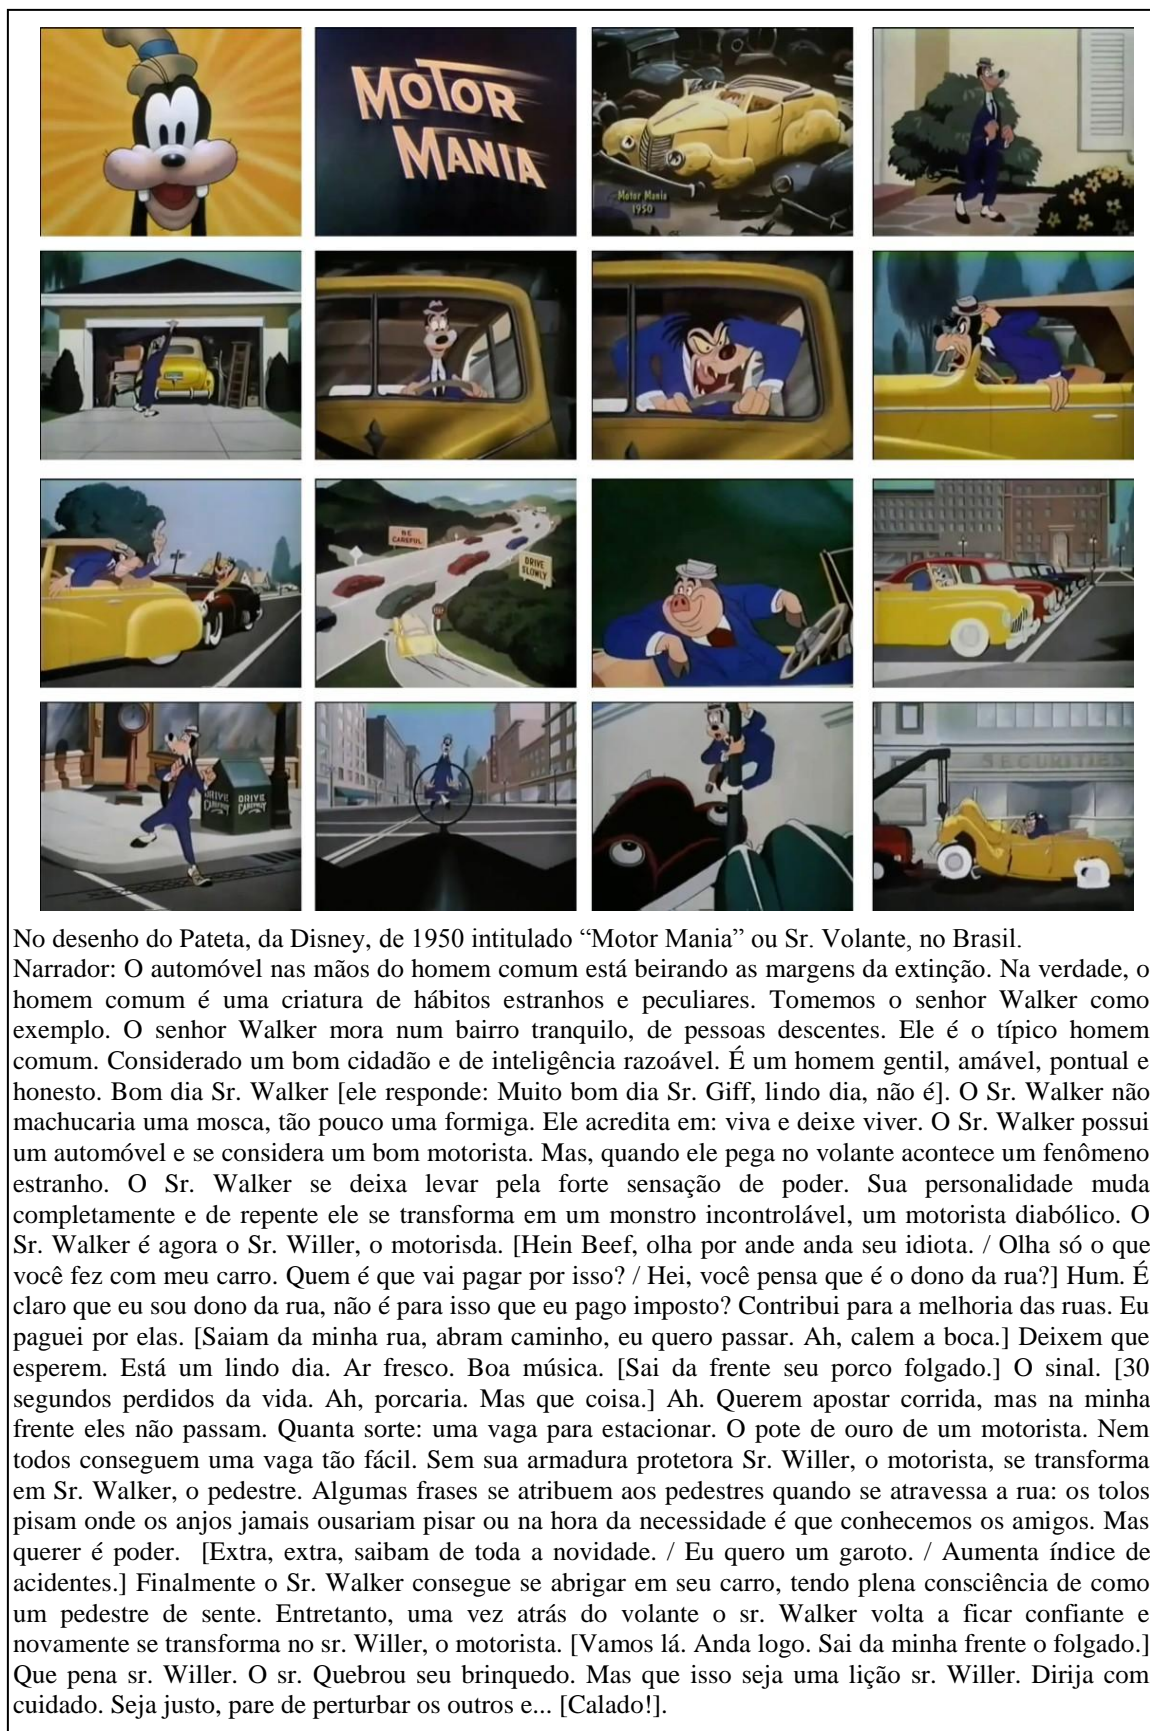 MOTOR
MANIA
Motor Mania
1950
BE
CAREFUL
DRIVE
SLOWLY
DRIVE
CAREFULLY
SECURITIES
No desenho do Pateta, da Disney, de 1950 intitulado “Motor Mania” ou Sr. Volante, no Brasil.
Narrador: O automóvel nas mãos do homem comum está beirando as margens da extinção. Na verdade, o
homem comum é uma criatura de hábitos estranhos e peculiares. Tomemos o senhor Walker como
exemplo. O senhor Walker mora num bairro tranquilo, de pessoas descentes. Ele é o típico homem
comum. Considerado um bom cidadão e de inteligência razoável. É um homem gentil, amável, pontual e
honesto. Bom dia Sr. Walker [ele responde: Muito bom dia Sr. Giff, lindo dia, não é]. O Sr. Walker não
machucaria uma mosca, tão pouco uma formiga. Ele acredita em: viva e deixe viver. O Sr. Walker possui
um automóvel e se considera um bom motorista. Mas, quando ele pega no volante acontece um fenômeno
estranho. O Sr. Walker se deixa levar pela forte sensação de poder. Sua personalidade muda
completamente e de repente ele se transforma em um monstro incontrolável, um motorista diabólico. O
Sr. Walker é agora o Sr. Willer, o motorisda. [Hein Beef, olha por ande anda seu idiota. / Olha só o que
você fez com meu carro. Quem é que vai pagar por isso? / Hei, você pensa que é o dono da rua?] Hum. É
claro que eu sou dono da rua, não é para isso que eu pago imposto? Contribui para a melhoria das ruas. Eu
paguei por elas. [Saiam da minha rua, abram caminho, eu quero passar. Ah, calem a boca.] Deixem que
esperem. Está um lindo dia. Ar fresco. Boa música. [Sai da frente seu porco folgado.] O sinal. [30
segundos perdidos da vida. Ah, porcaria. Mas que coisa.] Ah. Querem apostar corrida, mas na minha
frente eles não passam. Quanta sorte: uma vaga para estacionar. O pote de ouro de um motorista. Nem
todos conseguem uma vaga tão fácil. Sem sua armadura protetora Sr. Willer, o motorista, se transforma
em Sr. Walker, o pedestre. Algumas frases se atribuem aos pedestres quando se atravessa a rua: os tolos
pisam onde os anjos jamais ousariam pisar ou na hora da necessidade é que conhecemos os amigos. Mas
querer é poder. [Extra, extra, saibam de toda a novidade. / Eu quero um garoto. / Aumenta índice de
acidentes.] Finalmente o Sr. Walker consegue se abrigar em seu carro, tendo plena consciência de como
um pedestre de sente. Entretanto, uma vez atrás do volante o sr. Walker volta a ficar confiante e
novamente se transforma no sr. Willer, o motorista. [Vamos lá. Anda logo. Sai da minha frente o folgado.]
Que pena sr. Willer. O sr. Quebrou seu brinquedo. Mas que isso seja uma lição sr. Willer. Dirija com
cuidado. Seja justo, pare de perturbar os outros e... [Calado!].